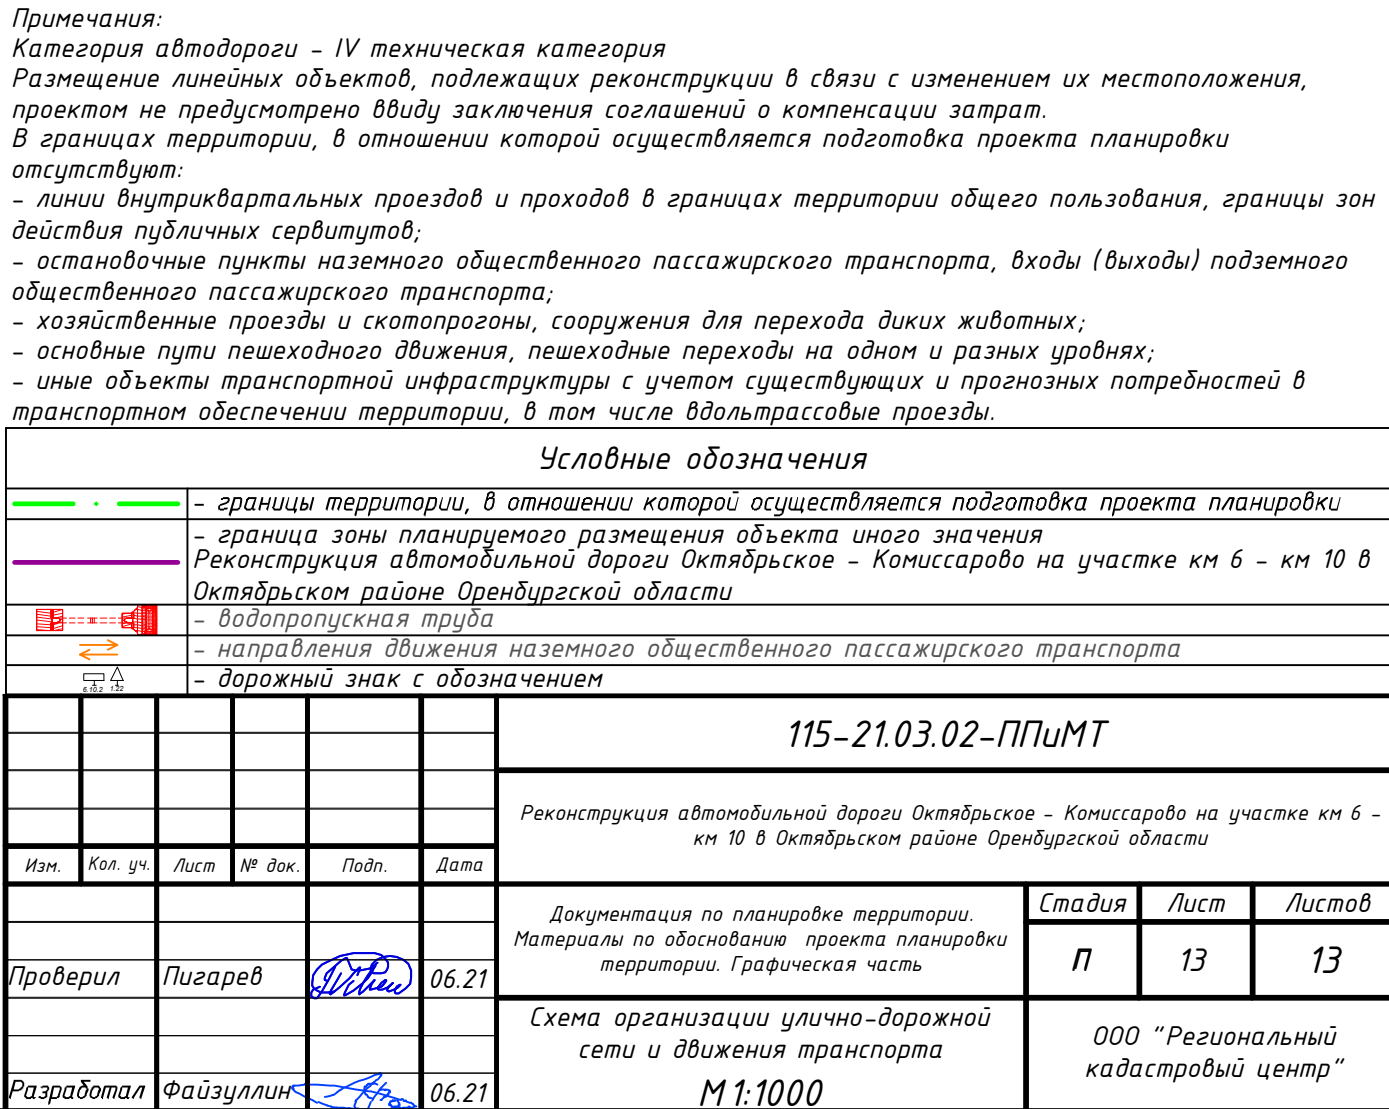 Примечания:
Категория автодороги - IV техническая категория
Размещение линейных объектов, подлежащих реконструкции в связи с изменением их местоположения,
проектом не предусмотрено ввиду заключения соглашений о компенсации затрат.
В границах территории, в отношении которой осуществляется подготовка проекта планировки
отсутствуют:
- линии внутриквартальных проездов и проходов в границах территории общего пользования, границы зон
действия публичных сервитутов;
- остановочные пункты наземного общественного пассажирского транспорта, входы (выходы) подземного
общественного пассажирского транспорта;
- хозяйственные проезды и скотопрогоны, сооружения для перехода диких животных;
- основные пути пешеходного движения, пешеходные переходы на одном и разных уровнях;
- иные объекты транспортной инфраструктуры с учетом существующих и прогнозных потребностей в
транспортном обеспечении территории, в том числе вдольтрассовые проезды.
Условные обозначения
- границы территории, в отношении которой осуществляется подготовка проекта планировки
- граница зоны планируемого размещения объекта иного значения
Реконструкция автомобильной дороги Октябрьское - Комиссарово на участке км 6 - км 10 в
Октябрьском районе Оренбургской области
- водопропускная труба
- направления движения наземного общественного пассажирского транспорта
6.10.2 1.22 - дорожный знак с обозначением
115-21.03.02-ППиМТ
Реконструкция автомобильной дороги Октябрьское - Комиссарово на участке км 6 -
км 10 в Октябрьском районе Оренбургской области
Изм. Кол. уч. Лист № док. Подп. Дата
Документация по планировке территории.
Материалы по обоснованию проекта планировки
территории. Графическая часть
Стадия Лист Листов
П 13 13
Проверил Пигарев 06.21
Схема организации улично-дорожной
сети и движения транспорта
М 1:1000
ООО "Региональный
кадастровый центр"
Разработал Файзуллин 06.21